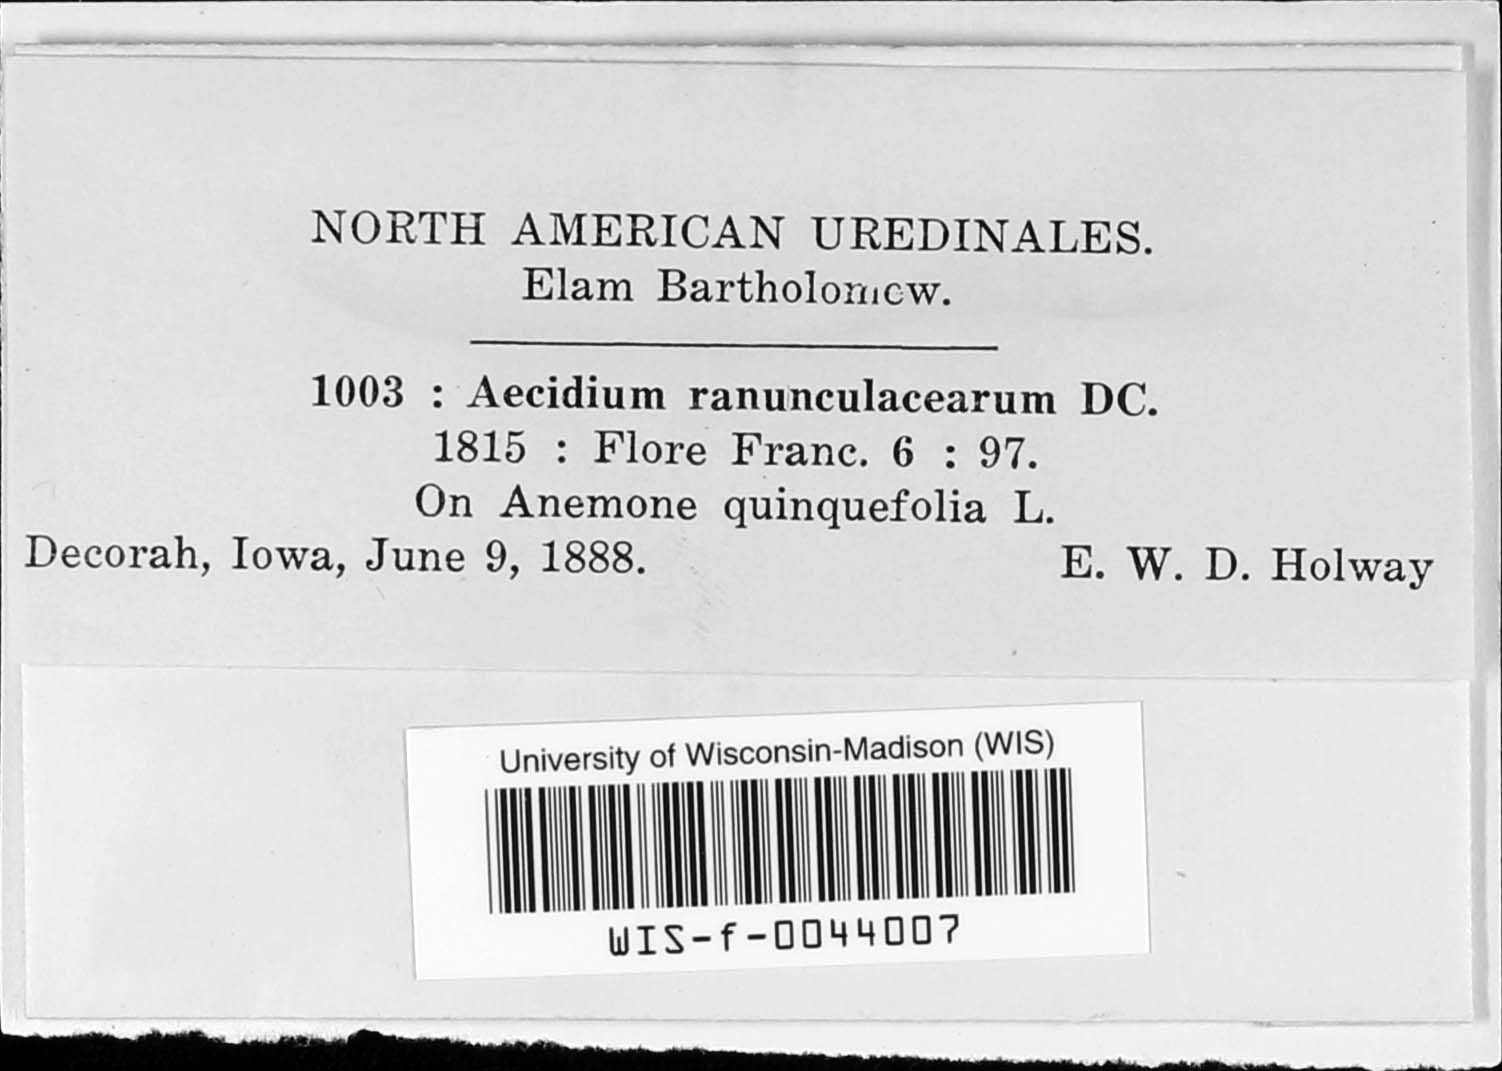 NORTH AMERICAN UREDINALES.
Elam Bartholomew.
1003 : Aecidium ranunculacearum DC.
1815 : Flore Franc. 6 : 97.
On Anemone quinquefolia L.
Decorah, Iowa, June 9, 1888. E. W. D. Holway
University of Wisconsin-Madison (WIS)
WIS-f-0044007